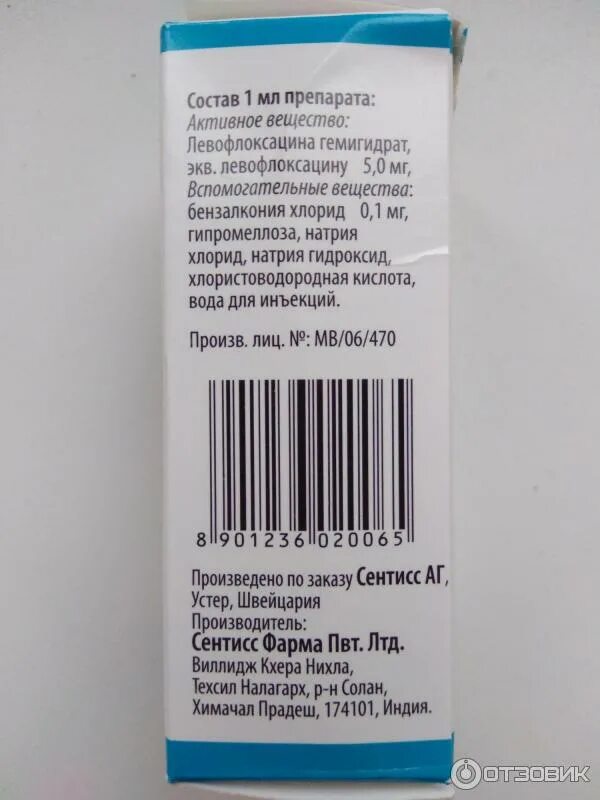 Состав 1 мл препарата:
Активное вещество:
Левофлоксацина гемигидрат,
экв. левофлоксацину 5,0 мг,
Вспомогательные вещества:
бензалкония хлорид 0,1 мг,
гипромеллоза, натрия
хлорид, натрия гидроксид,
хлористоводородная кислота,
вода для инъекций.
Произв. лиц. №: MB/06/470
8 901236 020065
Произведено по заказу Сентисс АГ,
Устер, Швейцария
Производитель:
Сентисс Фарма Пвт. Лтд.
Виллидж Кхера Нихла,
Техсил Налагарх, р-н Солан,
Химачал Прадеш, 174101, Индия.
ОТЗОВИК